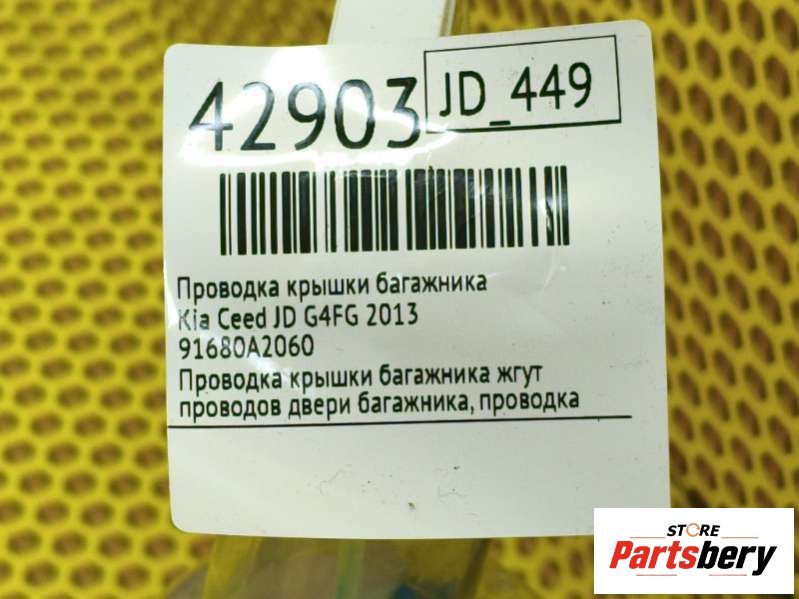 42903
JD_449
Проводка крышки багажника
Kia Ceed JD G4FG 2013
91680A2060
Проводка крышки багажника жгут
проводов двери багажника, проводка
STORE
Partsbery